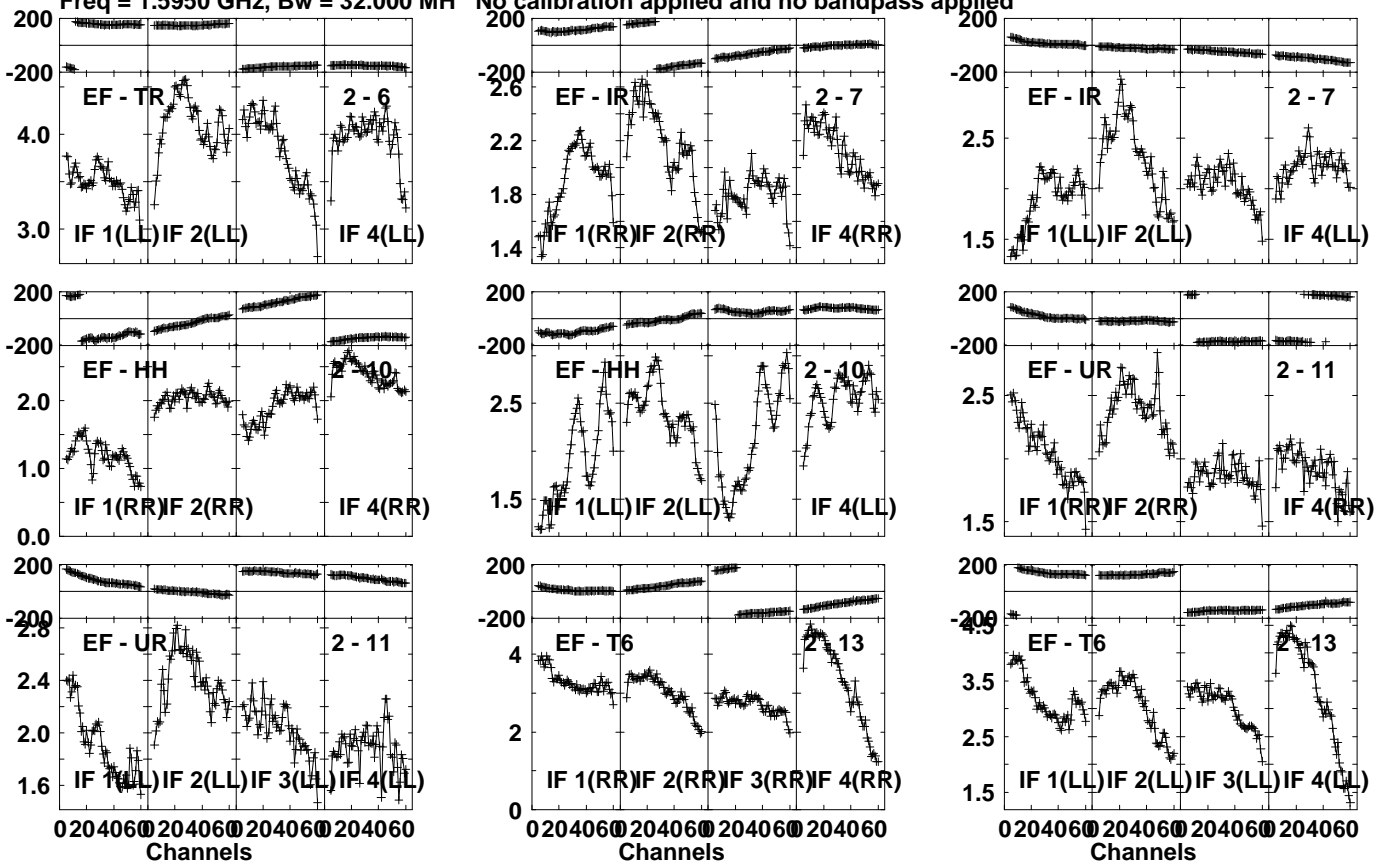 Freq = 1.5950 GHz, Bw = 32.000 MH No calibration applied and no bandpass applied
200 200 200
-200 -200 -200
EF - TR 2 - 6 EF - IR 2 - 7 EF - IR 2 - 7
2.6
4.0 2.5
2.2
1.8
3.0 IF 1(LL) IF 2(LL) IF 4(LL) IF 1(RR) IF 2(RR) IF 4(RR) 1.5 IF 1(LL) IF 2(LL) IF 4(LL)
1.4
200 200 200
-200 -200 -200
EF - HH 2 - 10 EF - HH 2 - 10 EF - UR 2 - 11
2.0 2.5 2.5
1.0
IF 1(RR) IF 2(RR) IF 4(RR) 1.5 IF 1(LL) IF 2(LL) IF 4(LL) 1.5 IF 1(RR) IF 2(RR) IF 4(RR)
0.0
200 200 200
-200 -200 -200
2.8 4.5
EF - UR 2 - 11 EF - T6 2 - 13 EF - T6 2 - 13
4
2.4 3.5
2.0 2 2.5
1.6 IF 1(LL) IF 2(LL) IF 3(LL) IF 4(LL) IF 1(RR) IF 2(RR) IF 3(RR) IF 4(RR) 1.5 IF 1(LL) IF 2(LL) IF 3(LL) IF 4(LL)
0
0 20 40 60 0 20 40 60 0 20 40 60 0 20 40 60 0 20 40 60 0 20 40 60 0 20 40 60 0 20 40 60 0 20 40 60 0 20 40 60 0 20 40 60 0 20 40 60
Channels Channels Channels